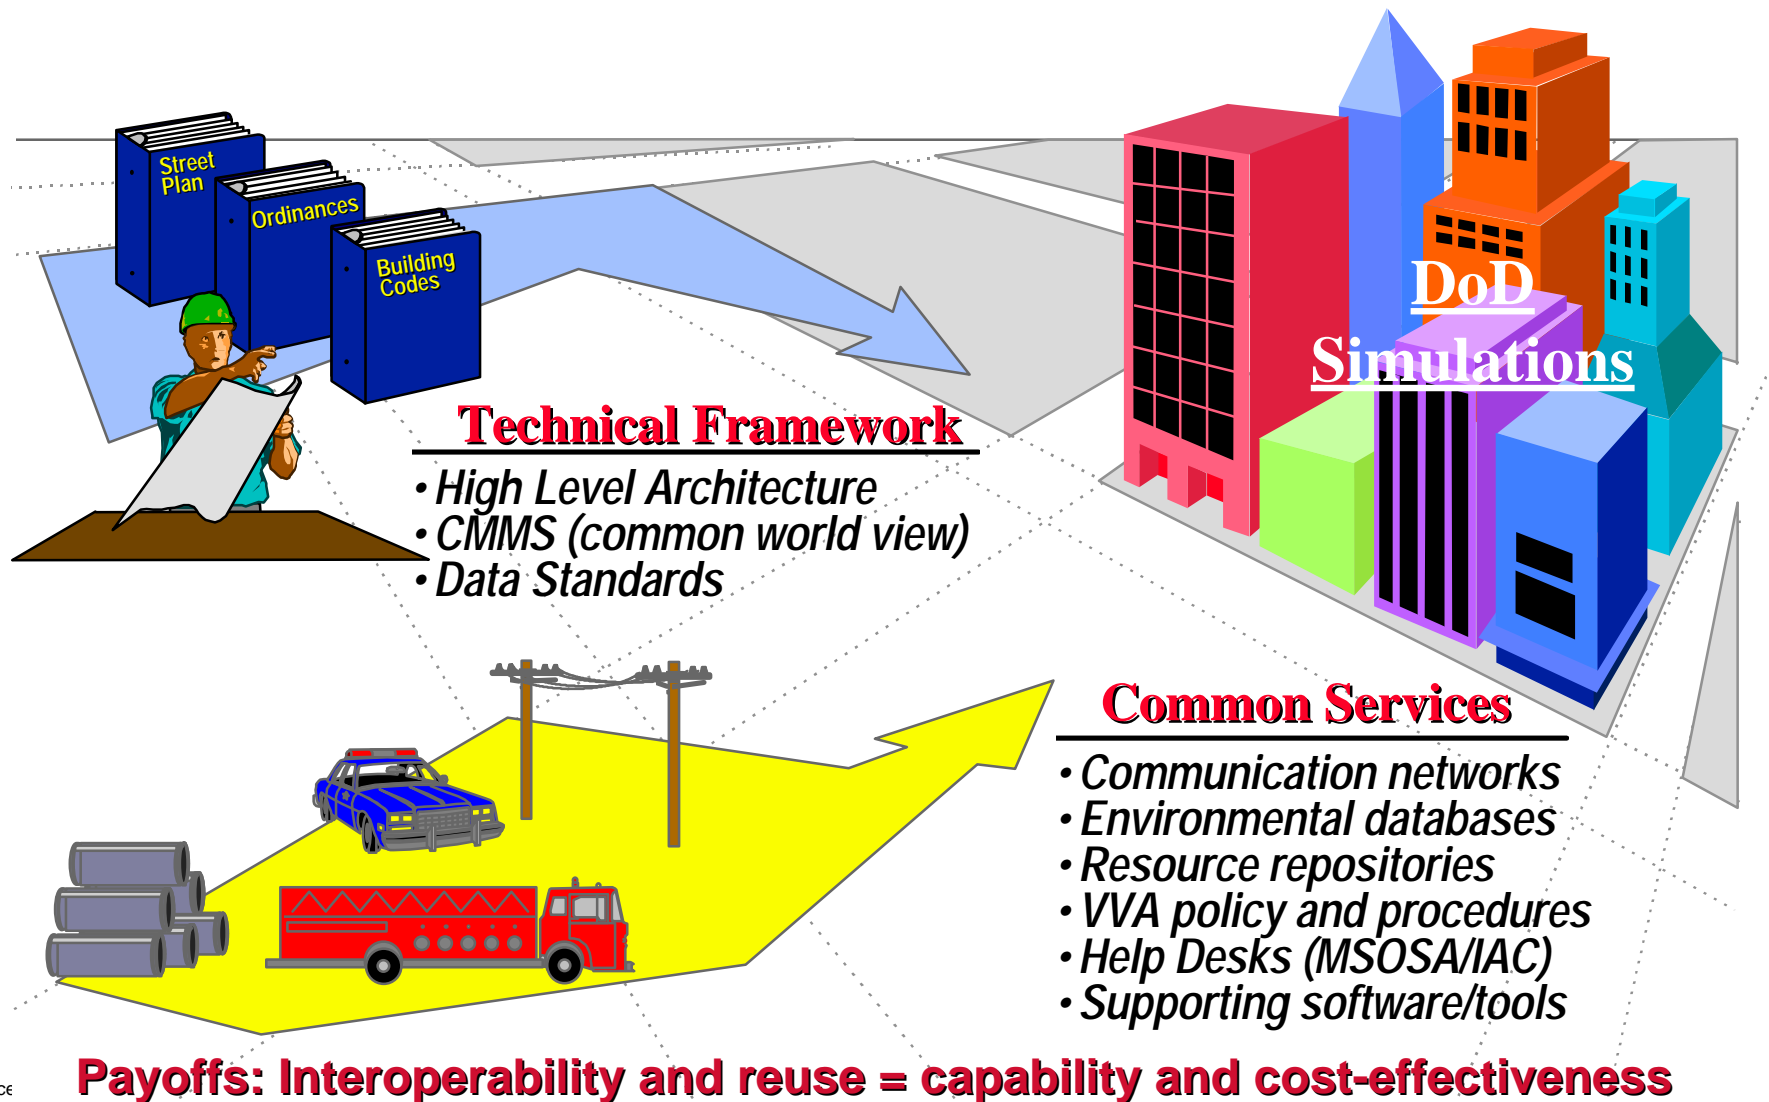 Street
Plan
Ordinances
Building
Codes
DoD
Simulations
Technical Framework
• High Level Architecture
• CMMS (common world view)
• Data Standards
Common Services
• Communication networks
• Environmental databases
• Resource repositories
• VVA policy and procedures
• Help Desks (MSOSA/IAC)
• Supporting software/tools
Payoffs: Interoperability and reuse = capability and cost-effectiveness